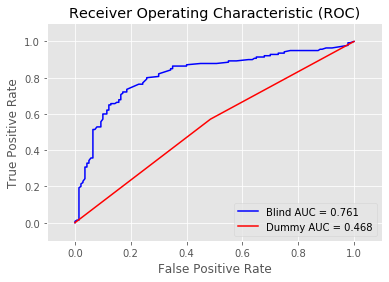 Receiver Operating Characteristic (ROC)
True Positive Rate
1.0
0.8
0.6
0.4
0.2
0.0
0.0 0.2 0.4 0.6 0.8 1.0
False Positive Rate
Blind AUC = 0.761
Dummy AUC = 0.468